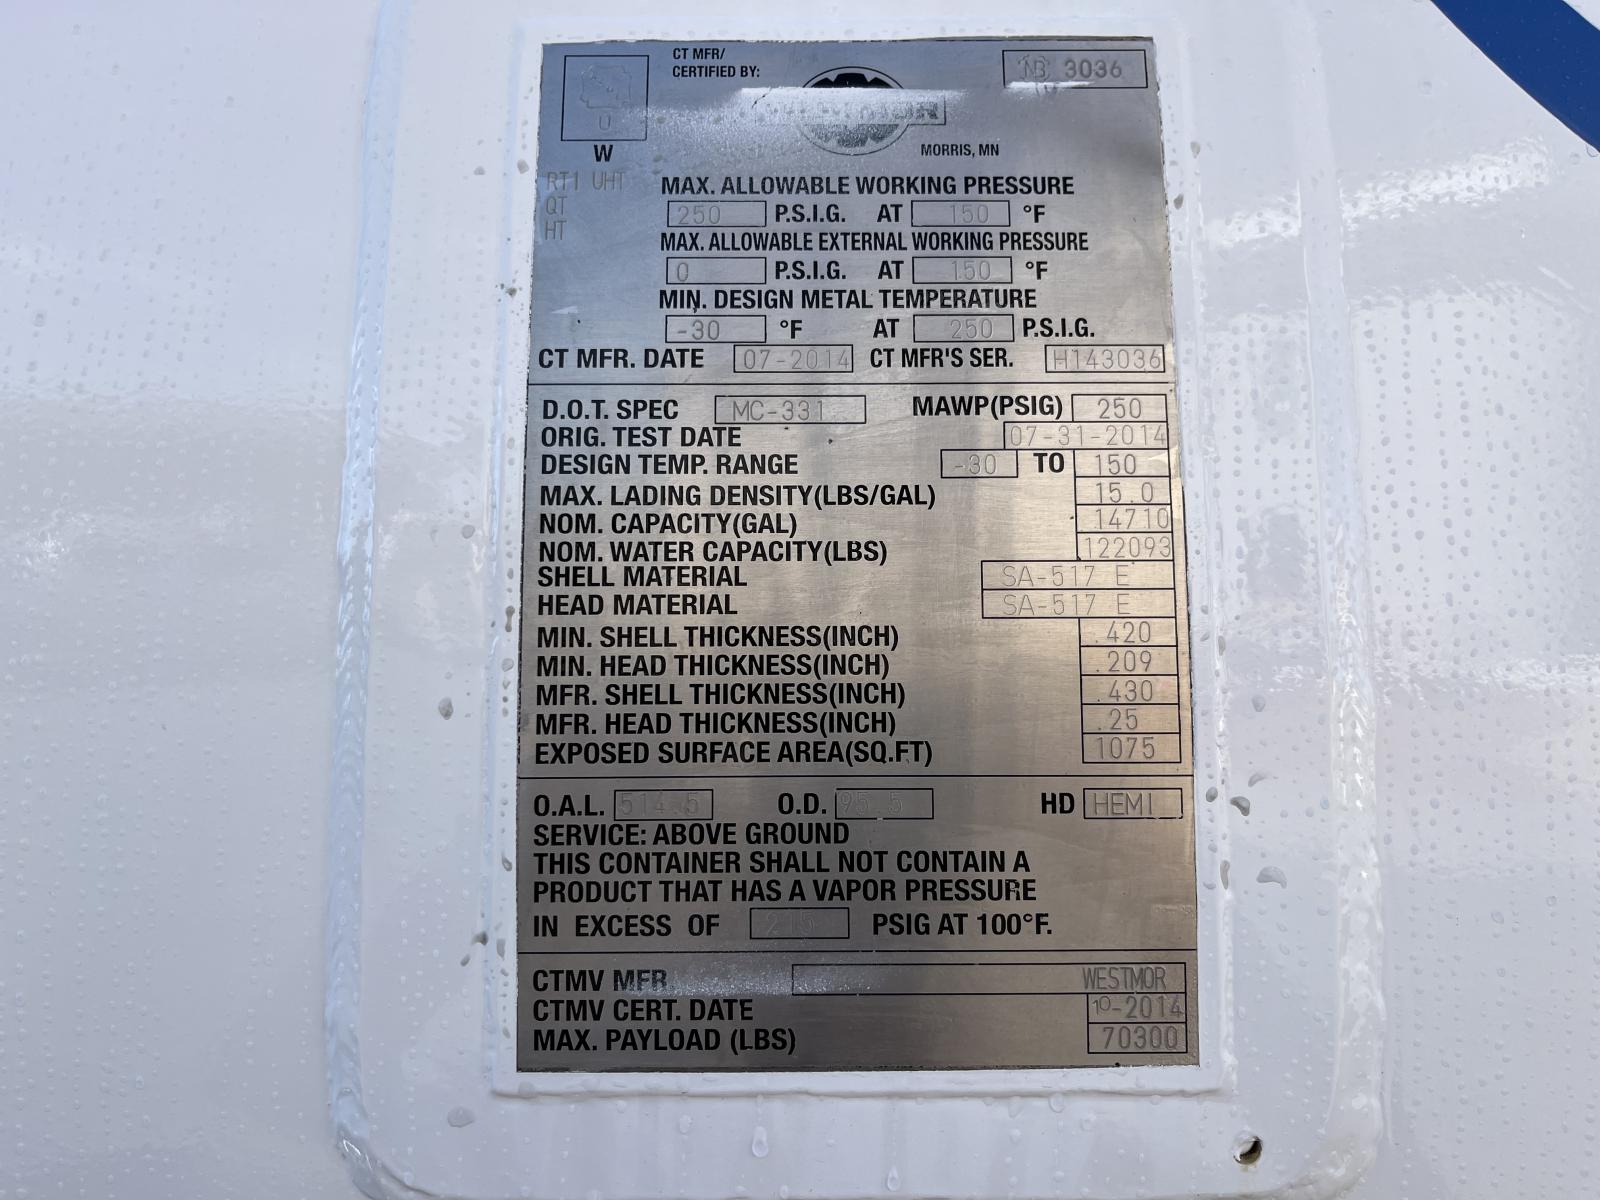 CT MFR/
CERTIFIED BY:
NB 3036
U
W
MORRIS, MN
RT1 UHT
QT
HT
MAX. ALLOWABLE WORKING PRESSURE
250 P.S.I.G. AT 150 °F
MAX. ALLOWABLE EXTERNAL WORKING PRESSURE
0 P.S.I.G. AT 150 °F
MIN. DESIGN METAL TEMPERATURE
-30 °F AT 250 P.S.I.G.
CT MFR. DATE 07-2014 CT MFR'S SER. H143036
D.O.T. SPEC MC-331 MAWP(PSIG) 250
ORIG. TEST DATE 07-31-2014
DESIGN TEMP. RANGE -30 TO 150
MAX. LADING DENSITY(LBS/GAL) 15.0
NOM. CAPACITY(GAL) 14710
NOM. WATER CAPACITY(LBS) 122093
SHELL MATERIAL SA-517 E
HEAD MATERIAL SA-517 E
MIN. SHELL THICKNESS(INCH) .420
MIN. HEAD THICKNESS(INCH) .209
MFR. SHELL THICKNESS(INCH) .430
MFR. HEAD THICKNESS(INCH) .25
EXPOSED SURFACE AREA(SQ.FT) 1075
O.A.L. 514.5 O.D. 95.5 HD HEMI
SERVICE: ABOVE GROUND
THIS CONTAINER SHALL NOT CONTAIN A
PRODUCT THAT HAS A VAPOR PRESSURE
IN EXCESS OF 215 PSIG AT 100°F.
CTMV MFR. WESTMOR
CTMV CERT. DATE 10-2014
MAX. PAYLOAD (LBS) 70300